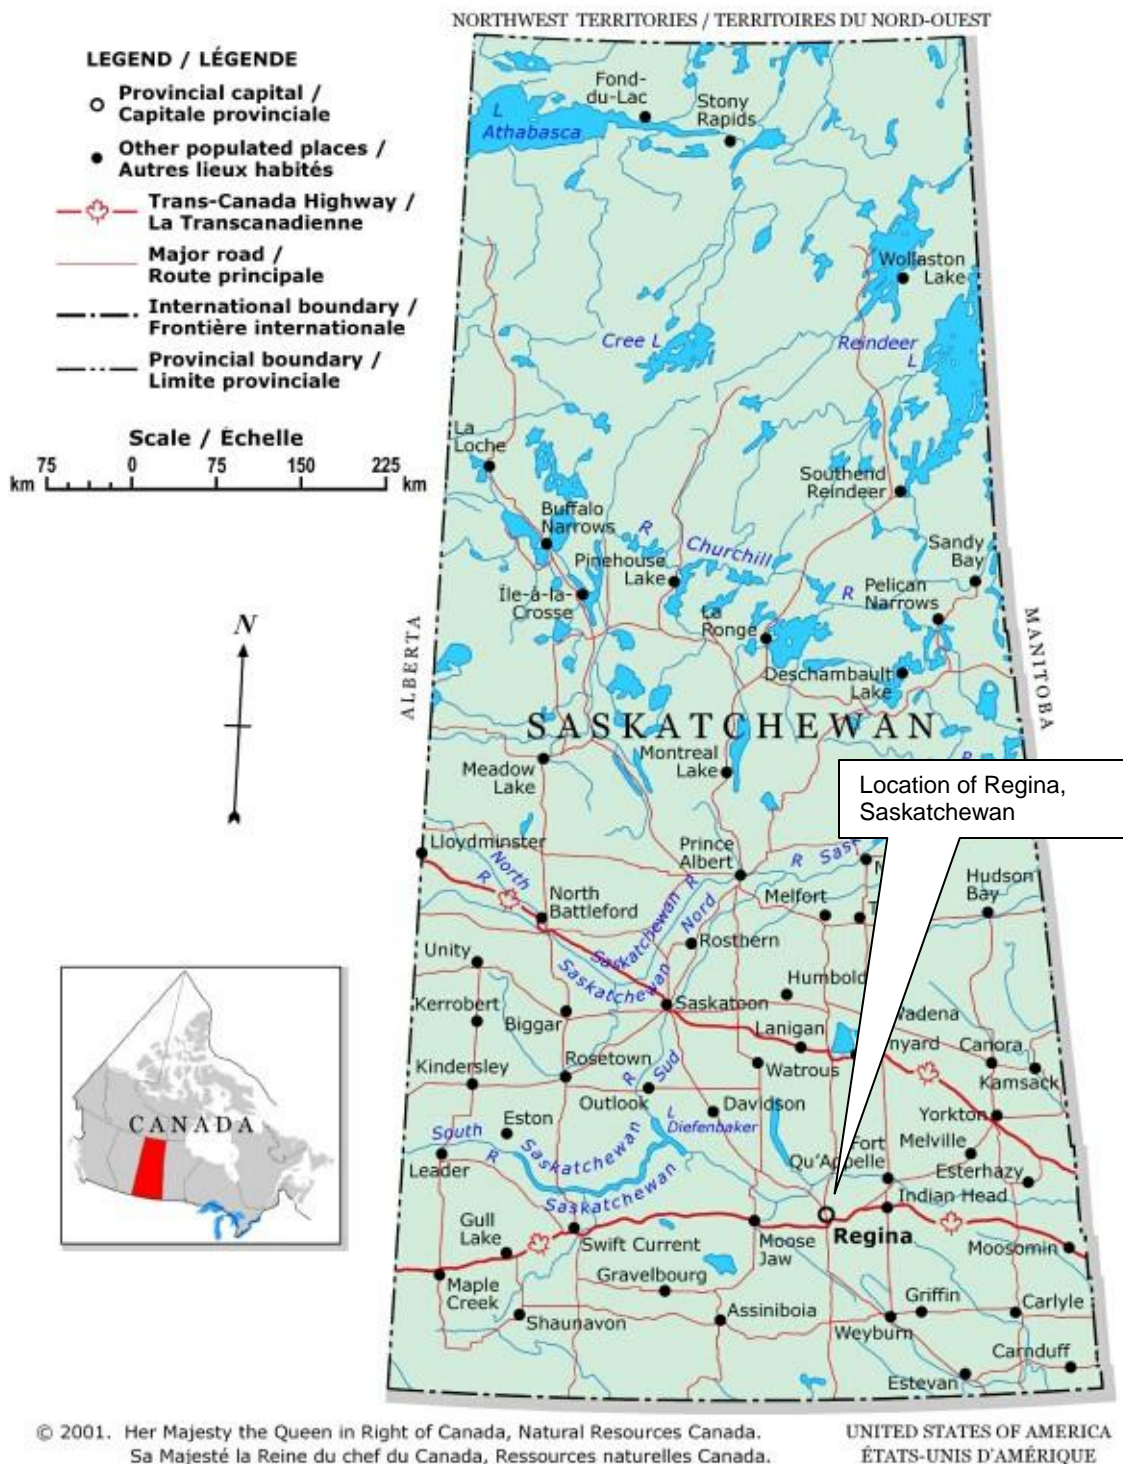 NORTHWEST TERRITORIES / TERRITOIRES DU NORD-OUEST
LEGEND / LÉGENDE
Provincial capital /
Capitale provinciale
Other populated places /
Autres lieux habités
Trans-Canada Highway /
La Transcanadienne
Major road /
Route principale
International boundary /
Frontière internationale
Provincial boundary /
Limite provinciale
Scale / Échelle
75 0 75 150 225
km km
N
ALBERTA
MANITOBA
SASKATCHEWAN
Fond-
du-Lac
Stony
Rapids
L
Athabasca
Wollaston
Lake
Cree L
Reindeer
L
La
Loche
Southend
Reindeer
Buffalo
Narrows
R
Churchill
R
Sandy
Bay
Pinehouse
Lake
Île-à-la-
Crosse
Pelican
Narrows
La
Ronge
Deschambault
Lake
Montreal
Lake
Meadow
Lake
R
Location of Regina,
Saskatchewan
Lloydminster
North
R
Saskatchewan
Prince
Albert
R Sask
M
North
Battleford
Saskatchewan R
Nord
Melfort
T
Hudson
Bay
Rosthern
Unity
Humbold
Kerrobert
Biggar
Saskatoon
Lanigan
Wadena
nyard
Canora
Kamsack
Kindersley
Rosetown
R Sud
Watrous
Outlook
Davidson
L
Diefenbaker
Eston
Yorkton
Melville
South
R
Saskatchewan
Saskatchewan
Leader
Fort
Qu'Appelle
Esterhazy
Indian Head
Gull
Lake
Swift Current
Moose
Jaw
Regina
Moosomin
Maple
Creek
Gravelbourg
Griffin
Carlyle
Shaunavon
Assiniboia
Weyburn
Carnduff
Estevan
CANADA
© 2001. Her Majesty the Queen in Right of Canada, Natural Resources Canada.
Sa Majesté la Reine du chef du Canada, Ressources naturelles Canada.
UNITED STATES OF AMERICA
ÉTATS-UNIS D'AMÉRIQUE